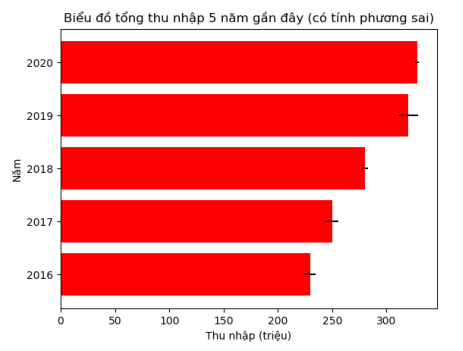 Biểu đồ tổng thu nhập 5 năm gần đây (có tính phương sai)
2020
2019
2018
2017
2016
Năm
0 50 100 150 200 250 300
Thu nhập (triệu)